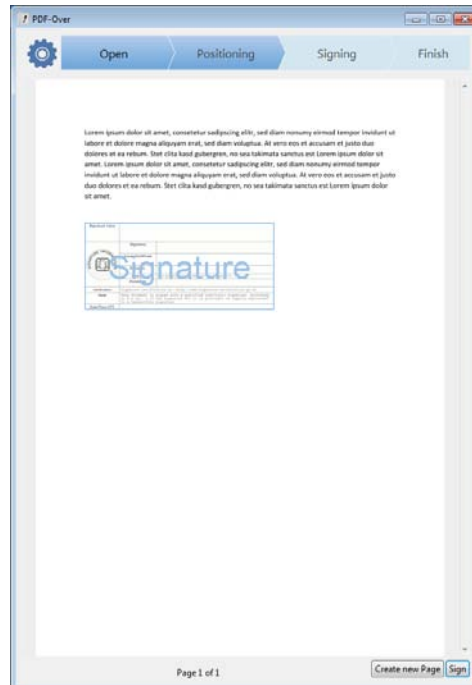 PDF-Over
Open
Positioning
Signing
Finish
Lorem ipsum dolor sit amet, consetetur sadipscing elitr, sed diam nonumy eirmod tempor invidunt ut
labore et dolore magna aliquyam erat, sed diam voluptua. At vero eos et accusam et justo duo
dolores et ea rebum. Stet clita kasd gubergren, no sea takimata sanctus est Lorem ipsum dolor sit
amet. Lorem ipsum dolor sit amet, consetetur sadipscing elitr, sed diam nonumy eirmod tempor
invidunt ut labore et dolore magna aliquyam erat, sed diam voluptua. At vero eos et accusam et justo
duo dolores et ea rebum. Stet clita kasd gubergren, no sea takimata sanctus est Lorem ipsum dolor
sit amet.
Signature Value
Signatory
Signature
Note
Page 1 of 1
Create new Page
Sign